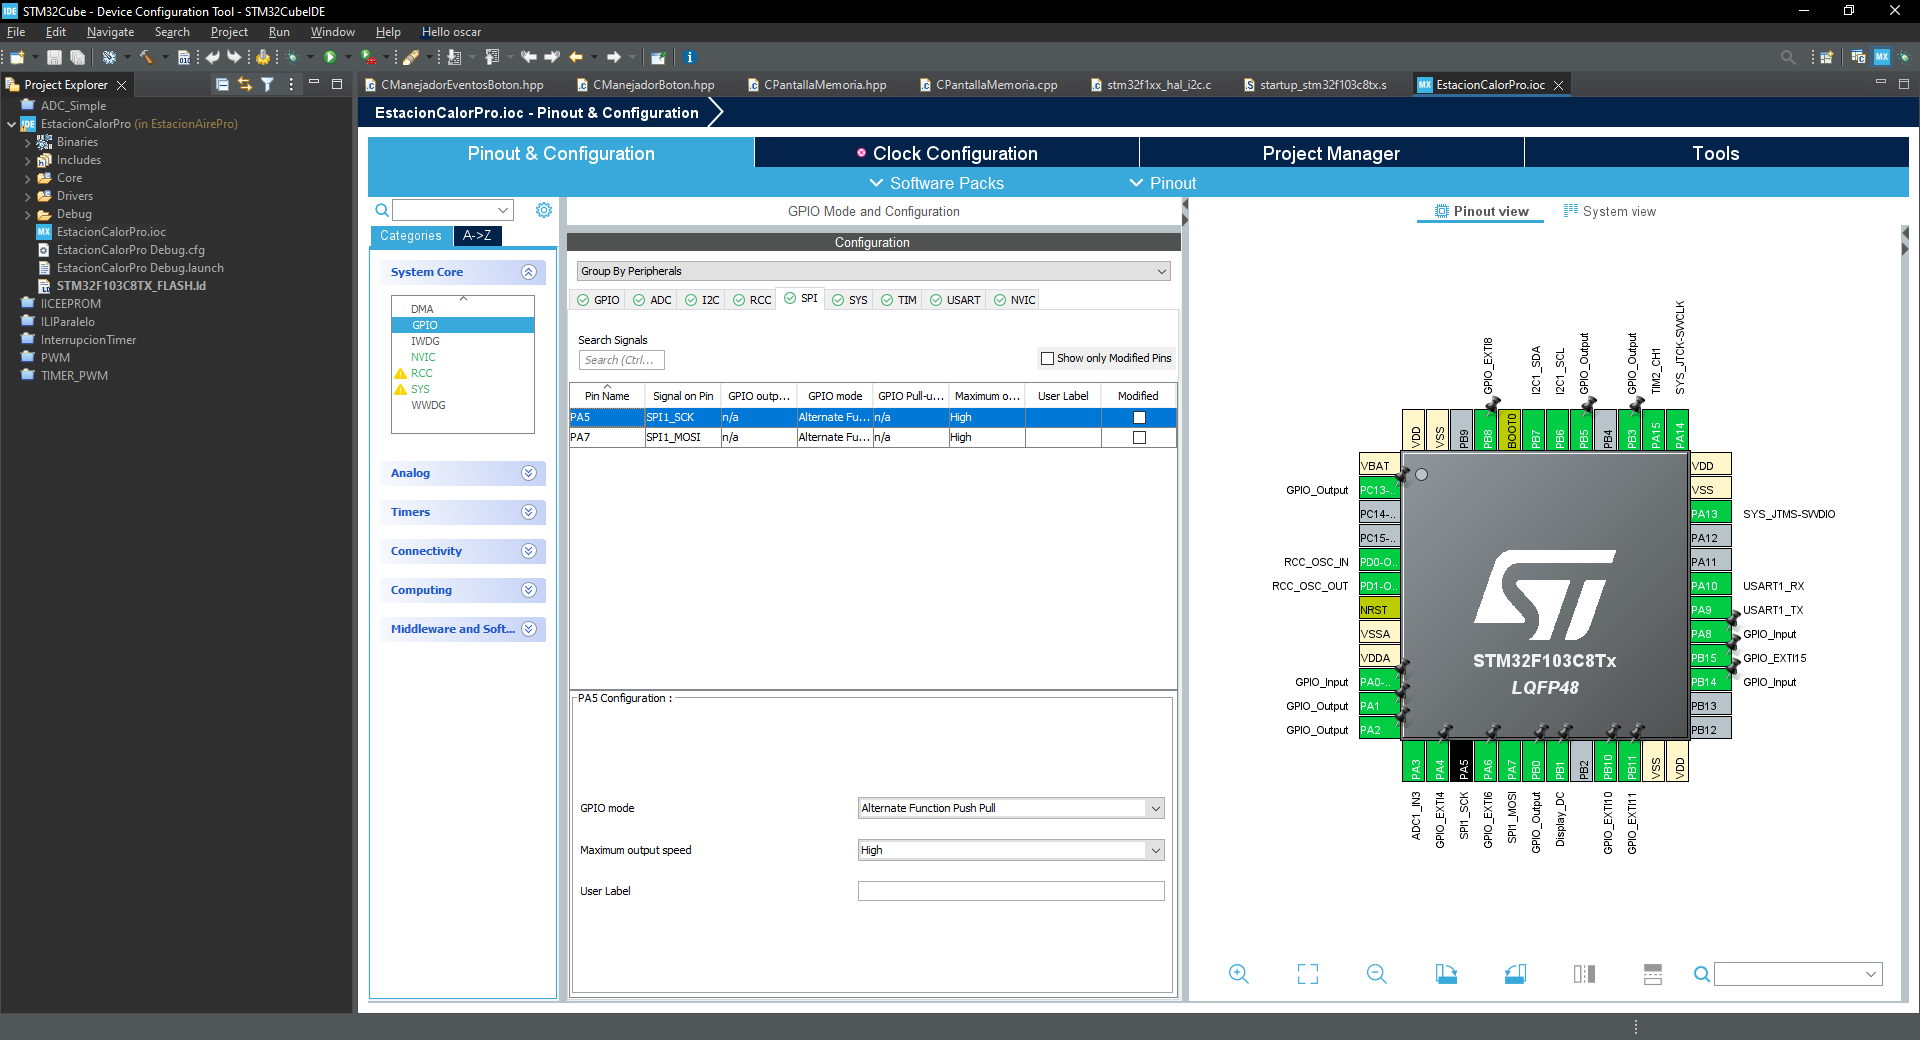 STM32Cube - Device Configuration Tool - STM32CubeIDE
File Edit Navigate Search Project Run Window Help Hello oscar
Project Explorer
CManejadorEventosBoton.hpp CManejadorBoton.hpp CPantallaMemoria.hpp CPantallaMemoria.cpp stm32f1xx_hal_i2c.c startup_stm32f103c8tx.s EstacionCalorPro.ioc
ADC_Simple
EstacionCalorPro (in EstacionAirePro)
Binaries
Includes
Core
Drivers
Debug
EstacionCalorPro.ioc
EstacionCalorPro Debug.cfg
EstacionCalorPro Debug.launch
STM32F103C8TX_FLASH.ld
IICEEPROM
ILIParalelo
InterrupcionTimer
PWM
TIMER_PWM
EstacionCalorPro.ioc - Pinout & Configuration
Pinout & Configuration Clock Configuration Project Manager Tools
Software Packs Pinout
Categories A->Z
System Core
DMA
GPIO
IWDG
NVIC
RCC
SYS
WWDG
Analog
Timers
Connectivity
Computing
Middleware and Soft...
GPIO Mode and Configuration
Configuration
Group By Peripherals
GPIO ADC I2C RCC SPI SYS TIM USART NVIC
Search Signals
Search (Ctrl...
Show only Modified Pins
Pin Name Signal on Pin GPIO outp... GPIO mode GPIO Pull-u... Maximum o... User Label Modified
PA5 SPI1_SCK n/a Alternate Fu... n/a High
PA7 SPI1_MOSI n/a Alternate Fu... n/a High
PA5 Configuration :
GPIO mode Alternate Function Push Pull
Maximum output speed High
User Label
Pinout view System view
GPIO_EXTI8 I2C1_SDA I2C1_SCL GPIO_Output GPIO_Output TIM2_CH1 SYS_JTCK-SWCLK
VDD VSS PB9 PB8 BOOT0 PB7 PB6 PB5 PB4 PB3 PA15 PA14
VBAT
GPIO_Output PC13-..
PC14-..
PC15-..
RCC_OSC_IN PD0-O..
RCC_OSC_OUT PD1-O..
NRST
VSSA
VDDA
GPIO_Input PA0-..
GPIO_Output PA1
GPIO_Output PA2
ST
STM32F103C8Tx
LQFP48
VDD
VSS
PA13 SYS_JTMS-SWDIO
PA12
PA11
PA10 USART1_RX
PA9 USART1_TX
PA8 GPIO_Input
PB15 GPIO_EXTI15
PB14 GPIO_Input
PB13
PB12
PA3 PA4 PA5 PA6 PA7 PB0 PB1 PB2 PB10 PB11 VSS VDD
ADC1_IN3 GPIO_EXTI4 SPI1_SCK GPIO_EXTI6 SPI1_MOSI GPIO_Output Display_DC GPIO_EXTI10 GPIO_EXTI11